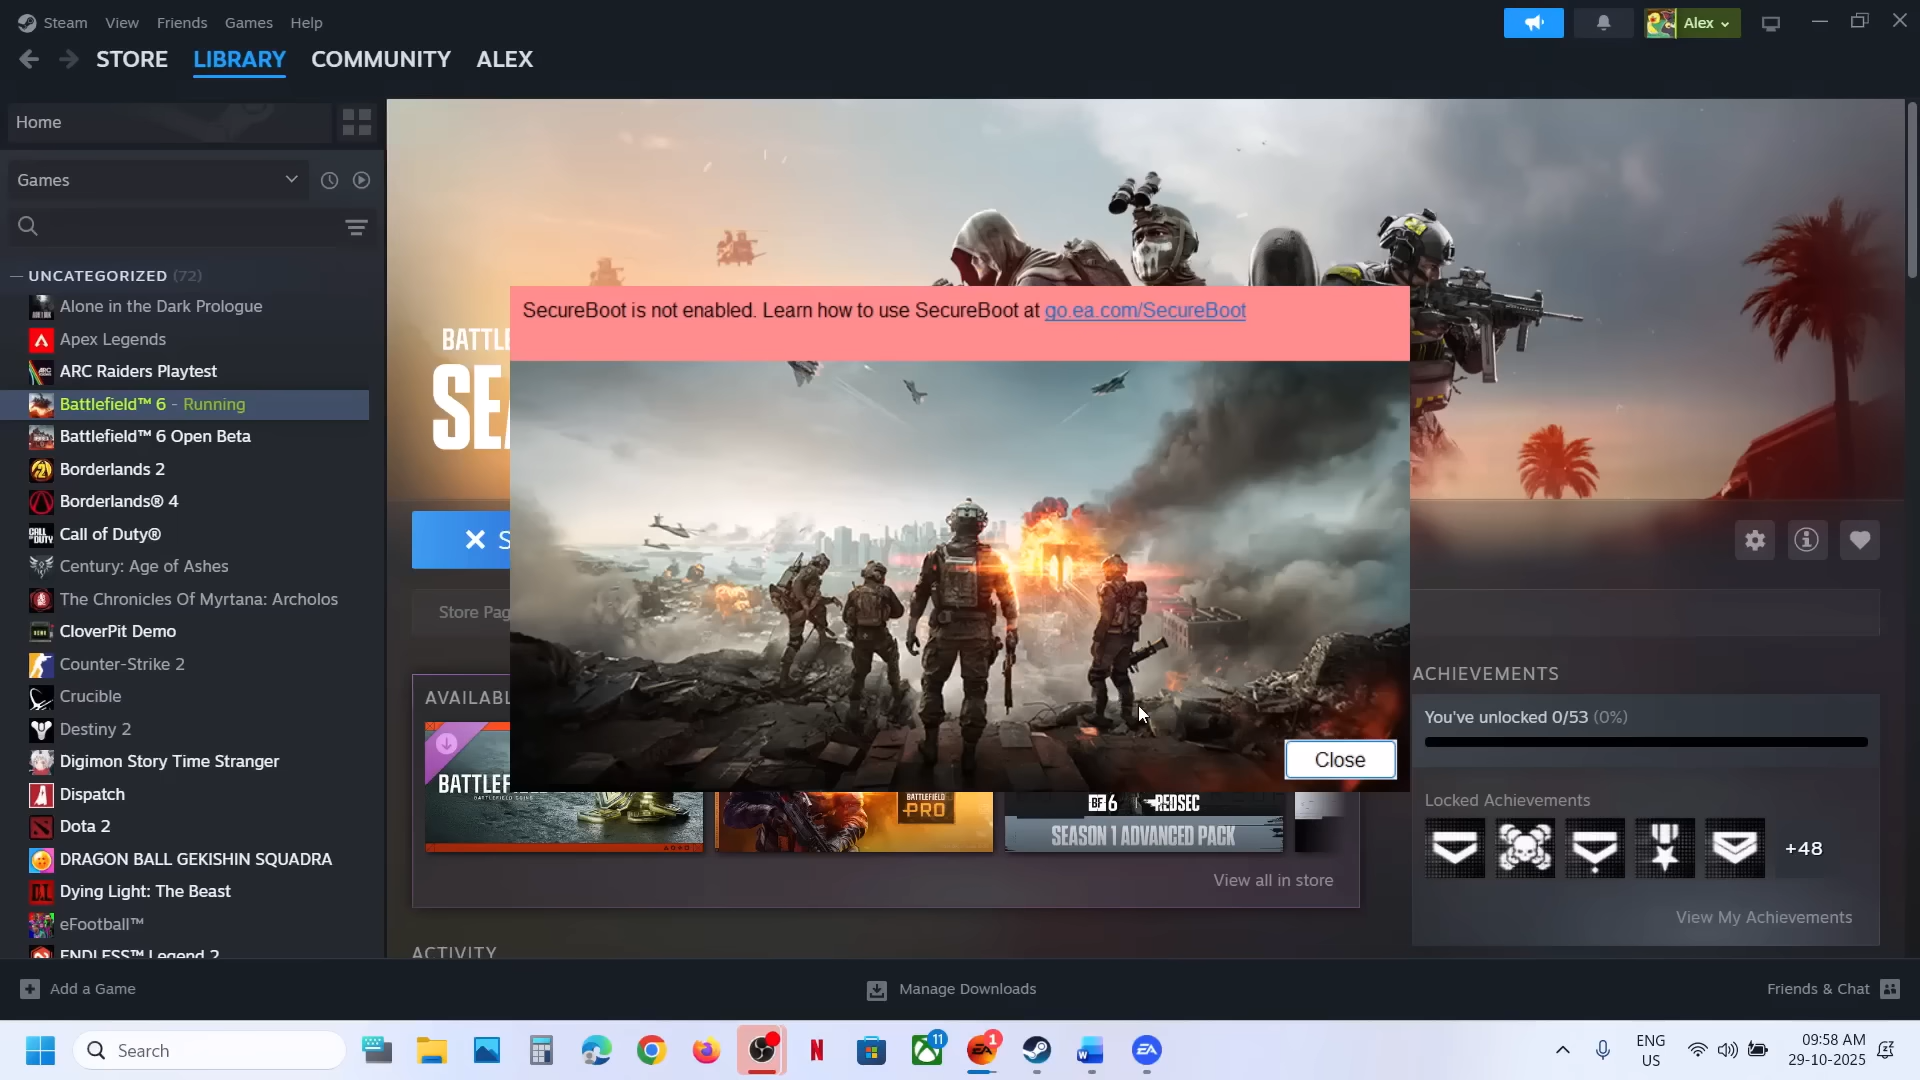 Steam View Friends Games Help
Alex
STORE LIBRARY COMMUNITY ALEX
Home
Games
UNCATEGORIZED (72)
Alone in the Dark Prologue
Apex Legends
ARC Raiders Playtest
Battlefield™ 6 - Running
Battlefield™ 6 Open Beta
Borderlands 2
Borderlands® 4
Call of Duty®
Century: Age of Ashes
The Chronicles Of Myrtana: Archolos
CloverPit Demo
Counter-Strike 2
Crucible
Destiny 2
Digimon Story Time Stranger
Dispatch
Dota 2
DRAGON BALL GEKISHIN SQUADRA
Dying Light: The Beast
eFootball™
ENDLESS™ Legend 2
SecureBoot is not enabled. Learn how to use SecureBoot at go.ea.com/SecureBoot
Close
ACHIEVEMENTS
You've unlocked 0/53 (0%)
Locked Achievements
+48
View My Achievements
BATTLEFIELD PRO
BF6 REDSEC
SEASON 1 ADVANCED PACK
View all in store
ACTIVITY
Add a Game
Manage Downloads
Friends & Chat
Search
11
1
ENG
US
09:58 AM
29-10-2025